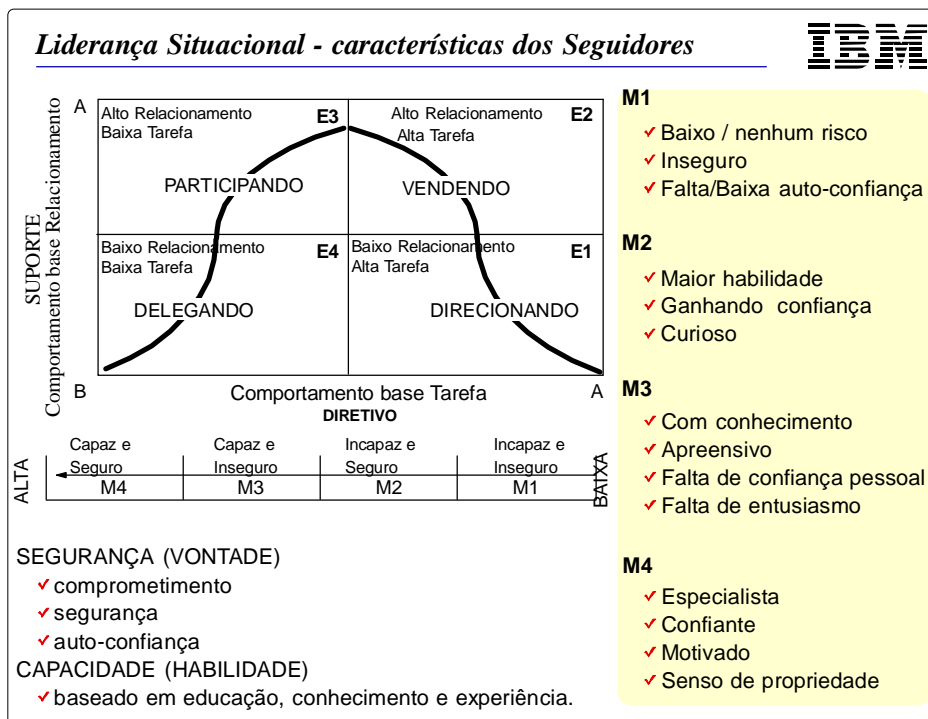 Liderança Situacional - características dos Seguidores
IBM
SUPORTE
Comportamento base Relacionamento
A
Alto Relacionamento
Baixa Tarefa
E3
PARTICIPANDO
Alto Relacionamento
Alta Tarefa
E2
VENDENDO
Baixo Relacionamento
Baixa Tarefa
E4
DELEGANDO
Baixo Relacionamento
Alta Tarefa
E1
DIRECIONANDO
B
Comportamento base Tarefa
A
DIRETIVO
ALTA
Capaz e
Seguro
M4
Capaz e
Inseguro
M3
Incapaz e
Seguro
M2
Incapaz e
Inseguro
M1
BAIXA
SEGURANÇA (VONTADE)
✓ comprometimento
✓ segurança
✓ auto-confiança
CAPACIDADE (HABILIDADE)
✓ baseado em educação, conhecimento e experiência.
M1
✓ Baixo / nenhum risco
✓ Inseguro
✓ Falta/Baixa auto-confiança
M2
✓ Maior habilidade
✓ Ganhando confiança
✓ Curioso
M3
✓ Com conhecimento
✓ Apreensivo
✓ Falta de confiança pessoal
✓ Falta de entusiasmo
M4
✓ Especialista
✓ Confiante
✓ Motivado
✓ Senso de propriedade